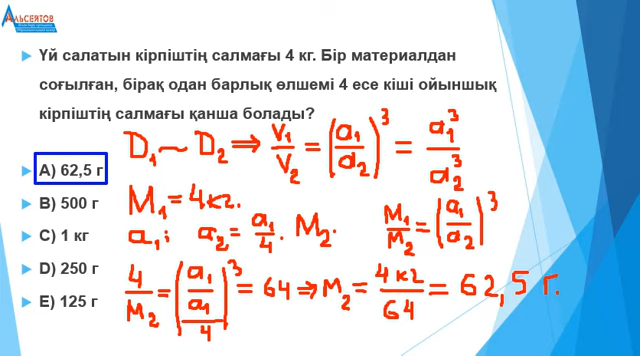 АЛЬСЕИТОВ
Үй салатын кірпіштің салмағы 4 кг. Бір материалдан
соғылған, бірақ одан барлық өлшемі 4 есе кіші ойыншық
кірпіштің салмағы қанша болады?
D₁ ~ D₂ ⇒ V₁/V₂ = (a₁/a₂)³ = a₁³/a₂³
A) 62,5 г
B) 500 г
C) 1 кг
D) 250 г
E) 125 г
M₁ = 4кг.
a₁; a₂ = a₁/4. M₂. M₁/M₂ = (a₁/a₂)³
4/M₂ = (a₁/(a₁/4))³ = 64 ⇒ M₂ = 4кг/64 = 62,5 г.